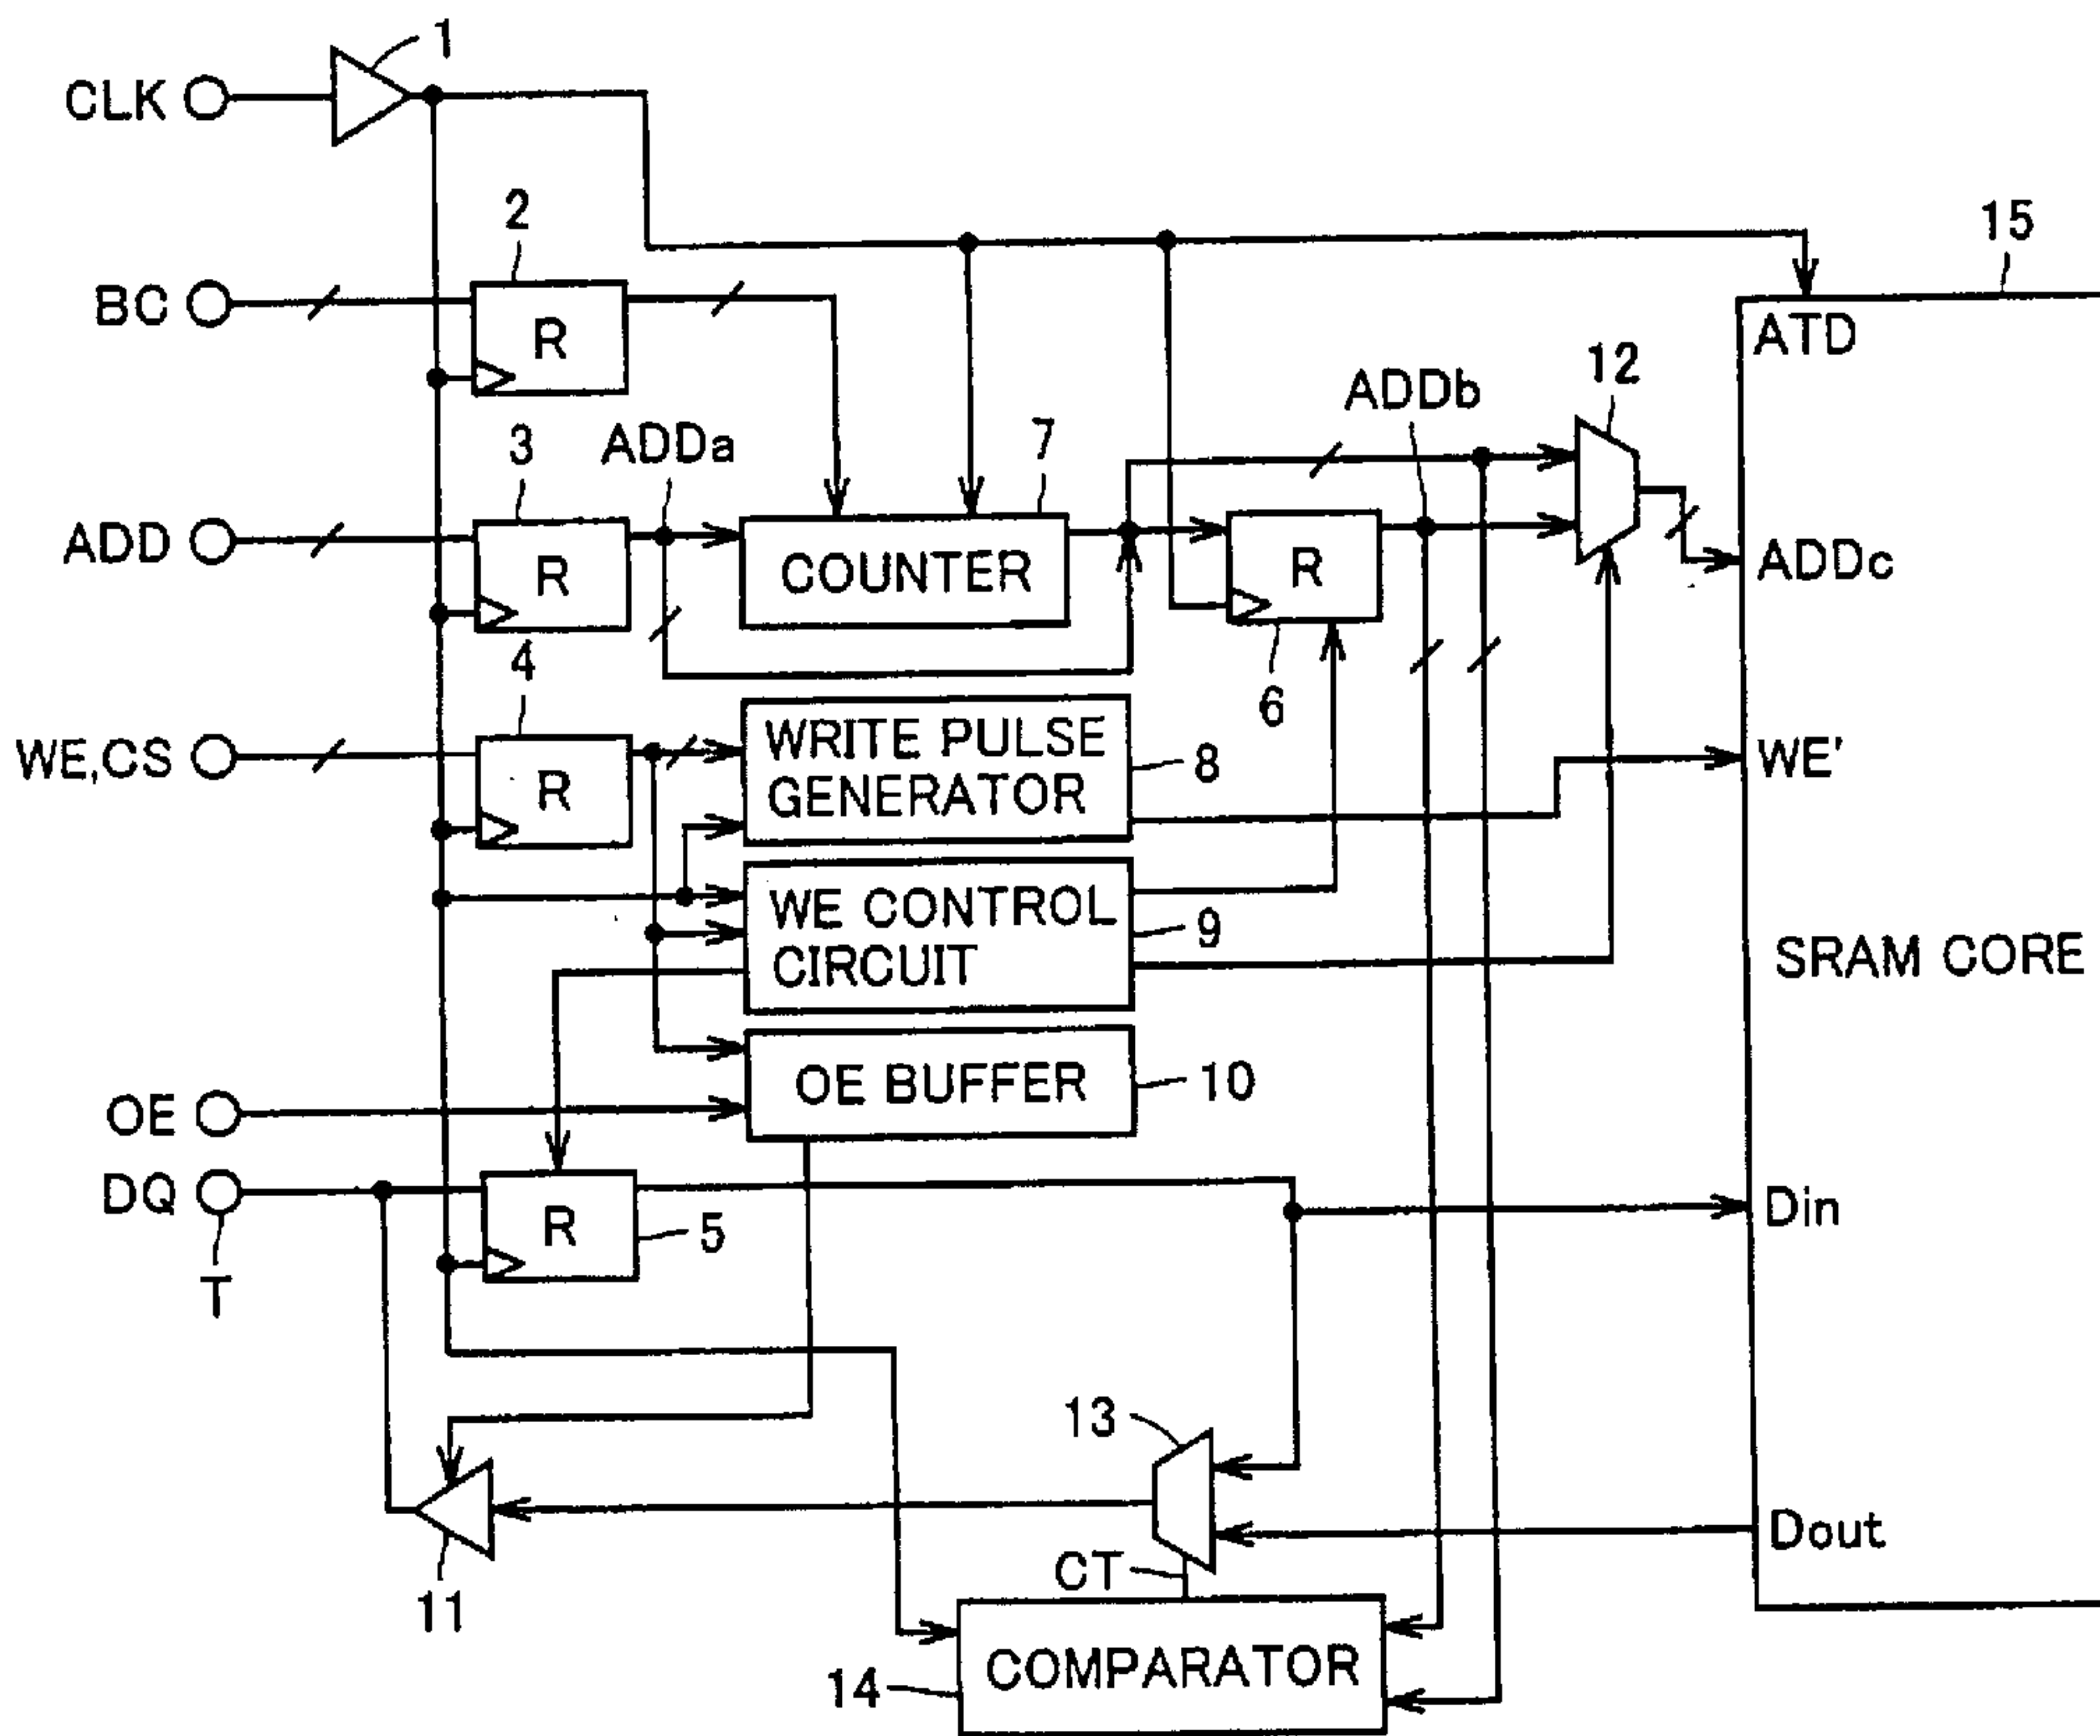 1
CLK
2
15
BC
R
ATD
12
ADDb
3
ADDa
7
ADD
R
COUNTER
R
ADDc
4
6
WE,CS
R
WRITE PULSE
GENERATOR
8
WE'
WE CONTROL
CIRCUIT
9
SRAM CORE
OE BUFFER
10
OE
DQ
R
5
Din
T
13
Dout
11
CT
COMPARATOR
14